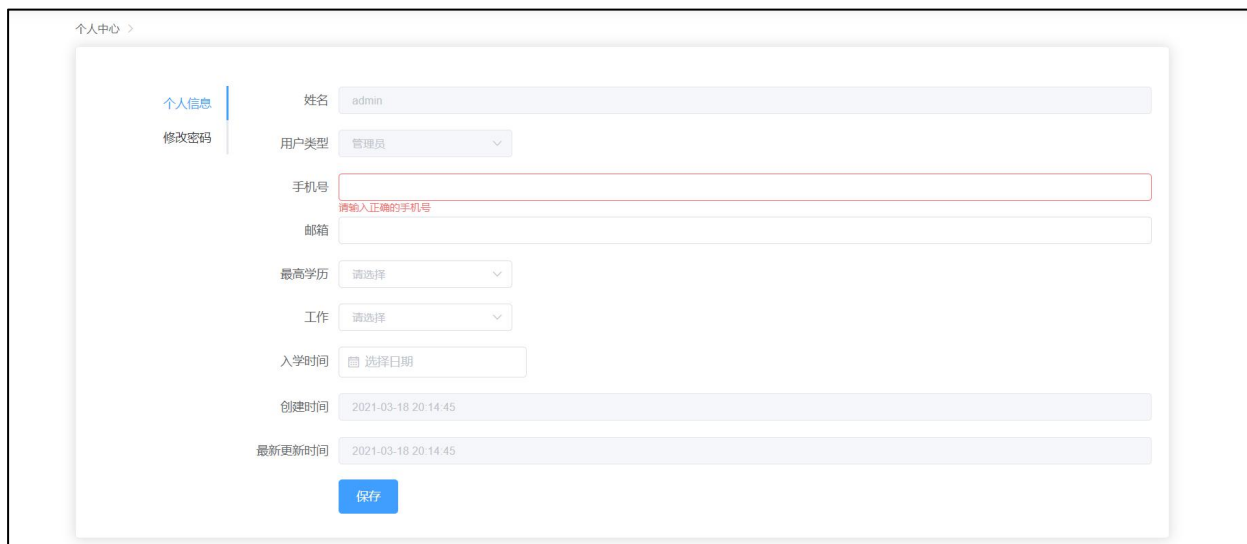 个人中心 >
个人信息
修改密码
姓名 admin
用户类型 管理员
手机号
请输入正确的手机号
邮箱
最高学历 请选择
工作 请选择
入学时间 选择日期
创建时间 2021-03-18 20:14:45
最新更新时间 2021-03-18 20:14:45
保存